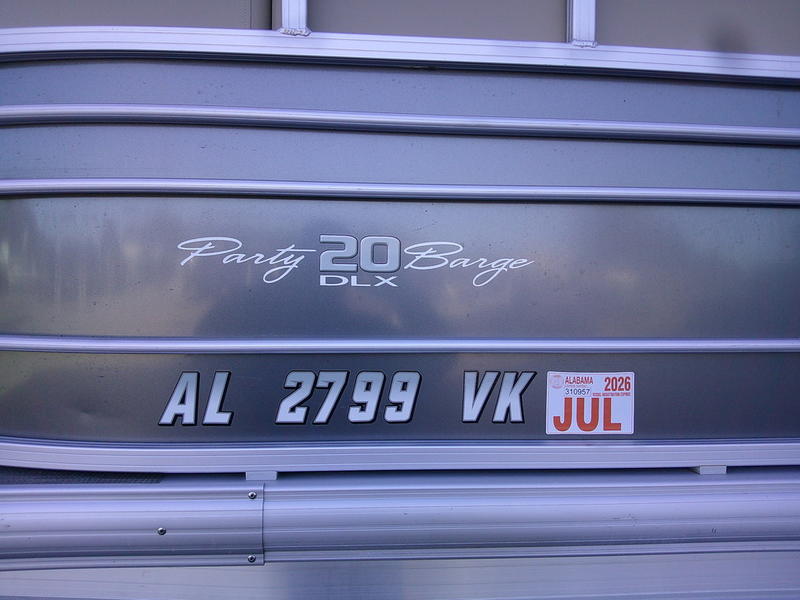 Party 20 Barge
DLX
AL 2799 VK
ALABAMA 2026
310957
JUL